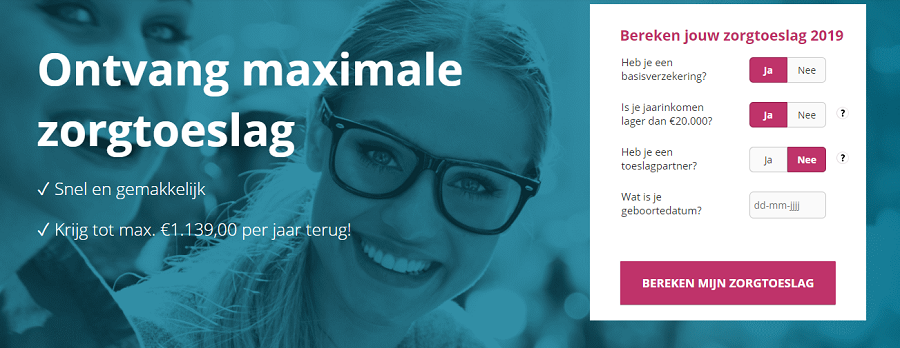 Ontvang maximale
zorgtoeslag
✓ Snel en gemakkelijk
✓ Krijg tot max. €1.139,00 per jaar terug!
Bereken jouw zorgtoeslag 2019
Heb je een
basisverzekering?
Ja Nee
Is je jaarinkomen
lager dan €20.000?
Ja Nee ?
Heb je een
toeslagpartner?
Ja Nee ?
Wat is je
geboortedatum?
dd-mm-jjjj
BEREKEN MIJN ZORGTOESLAG